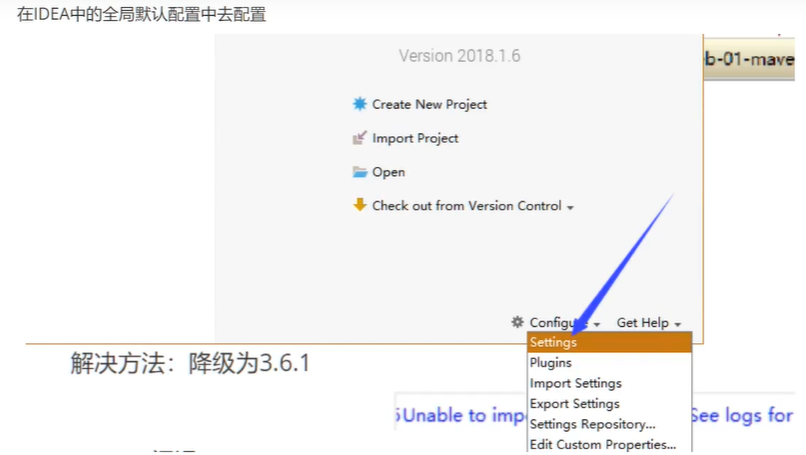 在IDEA中的全局默认配置中去配置
Version 2018.1.6
b-01-mave
Create New Project
Import Project
Open
Check out from Version Control
Configu
Get Help
Settings
解决方法：降级为3.6.1
Plugins
Import Settings
Export Settings
Unable to imp
See logs for
Settings Repository...
Edit Custom Properties...